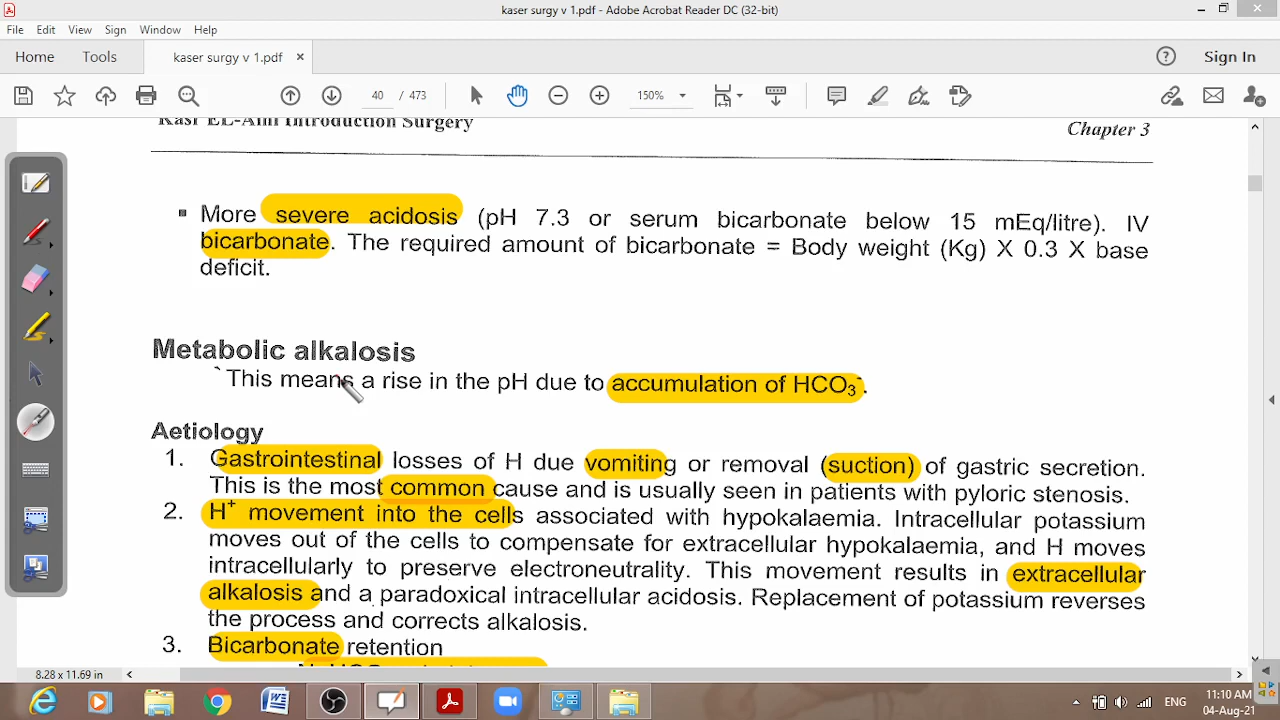 kaser surgy v 1.pdf - Adobe Acrobat Reader DC (32-bit)
File Edit View Sign Window Help
Home Tools kaser surgy v 1.pdf × Sign In
40 / 473 150%
Kasr EL-Aini Introduction Surgery
Chapter 3
More severe acidosis (pH 7.3 or serum bicarbonate below 15 mEq/litre). IV
bicarbonate. The required amount of bicarbonate = Body weight (Kg) X 0.3 X base
deficit.
Metabolic alkalosis
This means a rise in the pH due to accumulation of HCO3-.
Aetiology
1. Gastrointestinal losses of H due vomiting or removal (suction) of gastric secretion.
This is the most common cause and is usually seen in patients with pyloric stenosis.
2. H+ movement into the cells associated with hypokalaemia. Intracellular potassium
moves out of the cells to compensate for extracellular hypokalaemia, and H moves
intracellularly to preserve electroneutrality. This movement results in extracellular
alkalosis and a paradoxical intracellular acidosis. Replacement of potassium reverses
the process and corrects alkalosis.
3. Bicarbonate retention
8.28 x 11.69 in
ENG
11:10 AM
04-Aug-21